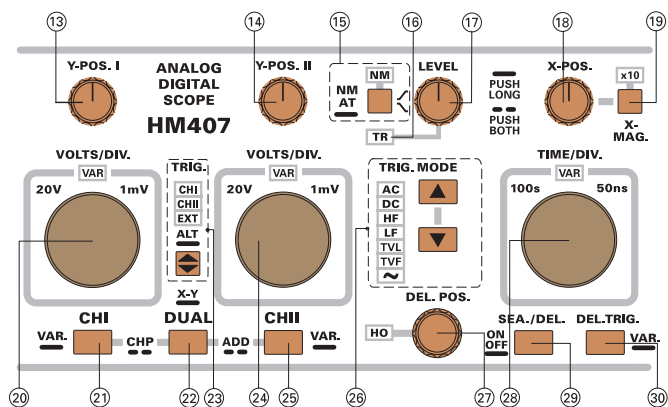 13
14
15
16
17
18
19
Y-POS. I
ANALOG
DIGITAL
SCOPE
HM407
Y-POS. II
NM
AT
NM
LEVEL
TR
PUSH
LONG
PUSH
BOTH
X-POS.
x10
X-
MAG.
VOLTS/DIV.
VAR
20V
1mV
TRIG.
CHI
CHII
EXT
ALT
X-Y
VOLTS/DIV.
VAR
20V
1mV
TRIG. MODE
AC
DC
HF
LF
TVL
TVF
~
TIME/DIV.
VAR
100s
50ns
CHI
VAR.
CHP
DUAL
ADD
CHII
VAR.
DEL. POS.
HO
ON
OFF
SEA./DEL.
DEL.TRIG.
VAR.
20
21
22
23
24
25
26
27
28
29
30